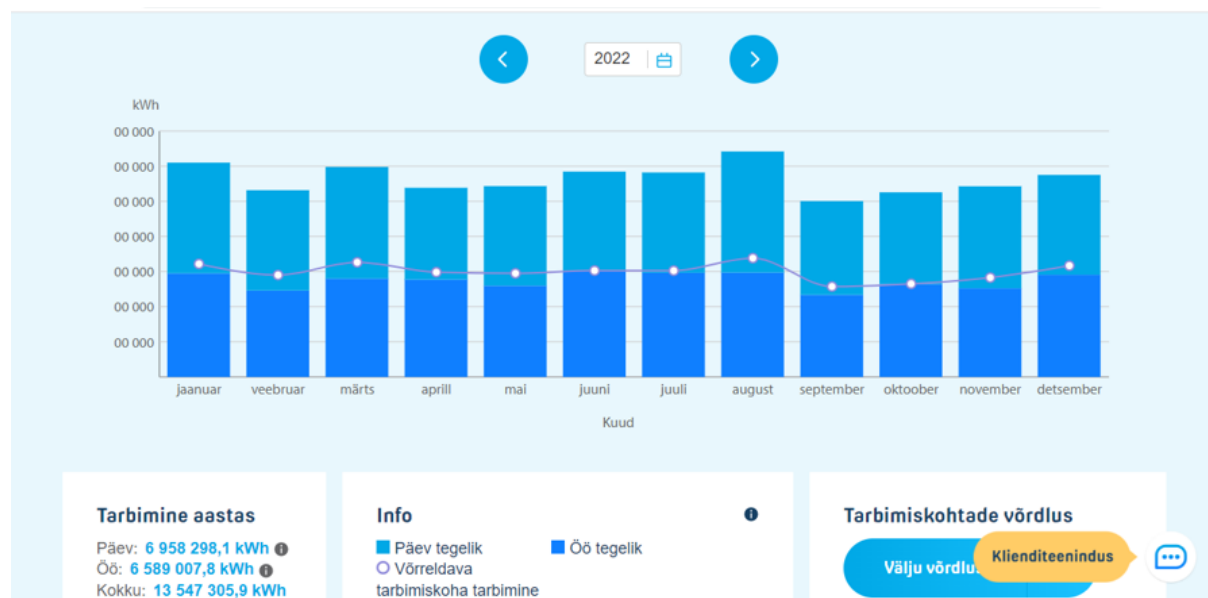 2022
kWh
00 000
00 000
00 000
00 000
00 000
00 000
00 000
jaanuar veebruar märts aprill mai juuni juuli august september oktoober november detsember
Kuud
Tarbimine aastas
Päev: 6 958 298,1 kWh
Öö: 6 589 007,8 kWh
Kokku: 13 547 305,9 kWh
Info
Päev tegelik Öö tegelik
Võrreldava
tarbimiskoha tarbimine
Tarbimiskohtade võrdlus
Välju
Klienditeenindus